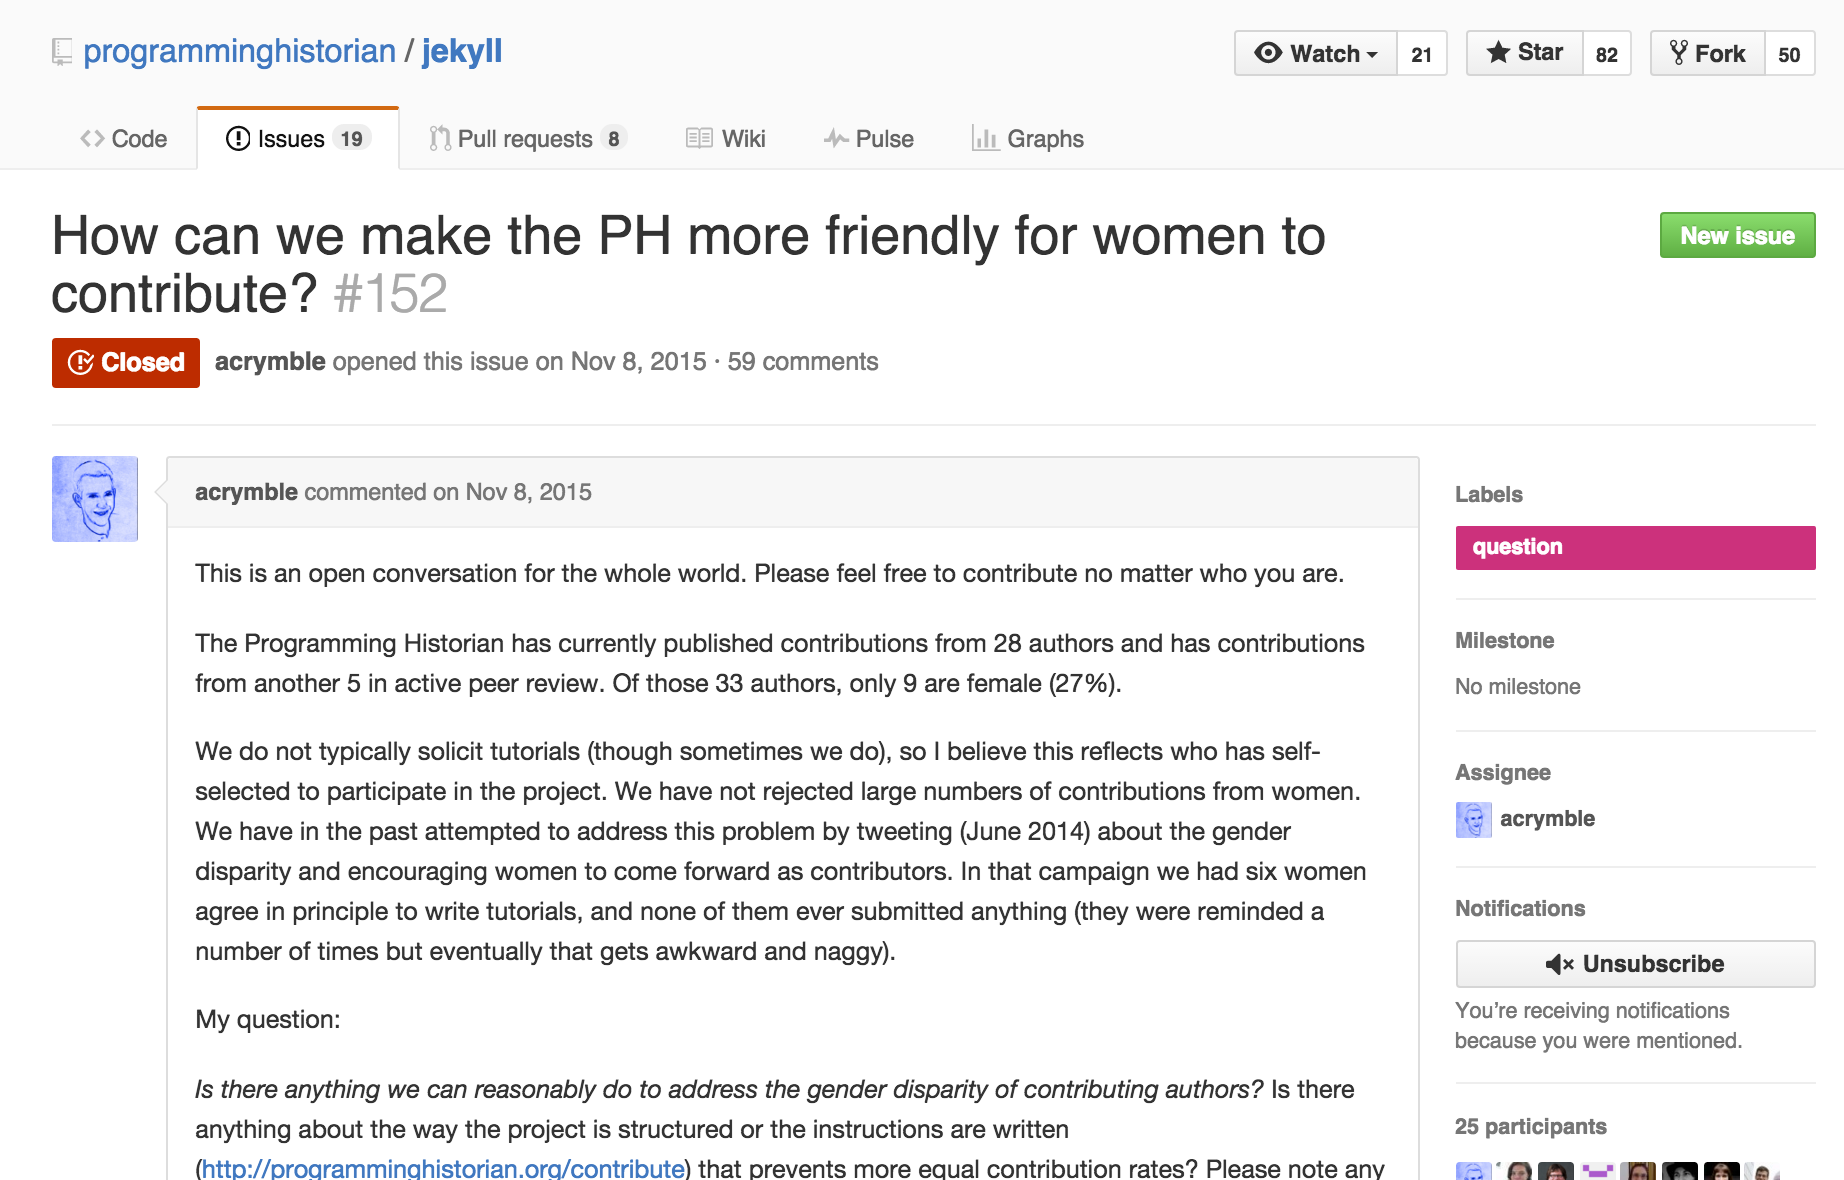 programminghistorian / jekyll
Watch 21 Star 82 Fork 50
Code Issues 19 Pull requests 8 Wiki Pulse Graphs
How can we make the PH more friendly for women to
contribute? #152
New issue
Closed acrymble opened this issue on Nov 8, 2015 · 59 comments
acrymble commented on Nov 8, 2015
This is an open conversation for the whole world. Please feel free to contribute no matter who you are.
The Programming Historian has currently published contributions from 28 authors and has contributions
from another 5 in active peer review. Of those 33 authors, only 9 are female (27%).
We do not typically solicit tutorials (though sometimes we do), so I believe this reflects who has self-
selected to participate in the project. We have not rejected large numbers of contributions from women.
We have in the past attempted to address this problem by tweeting (June 2014) about the gender
disparity and encouraging women to come forward as contributors. In that campaign we had six women
agree in principle to write tutorials, and none of them ever submitted anything (they were reminded a
number of times but eventually that gets awkward and naggy).
My question:
Is there anything we can reasonably do to address the gender disparity of contributing authors? Is there
anything about the way the project is structured or the instructions are written
(http://programminghistorian.org/contribute) that prevents more equal contribution rates? Please note any
Labels
question
Milestone
No milestone
Assignee
acrymble
Notifications
Unsubscribe
You’re receiving notifications
because you were mentioned.
25 participants